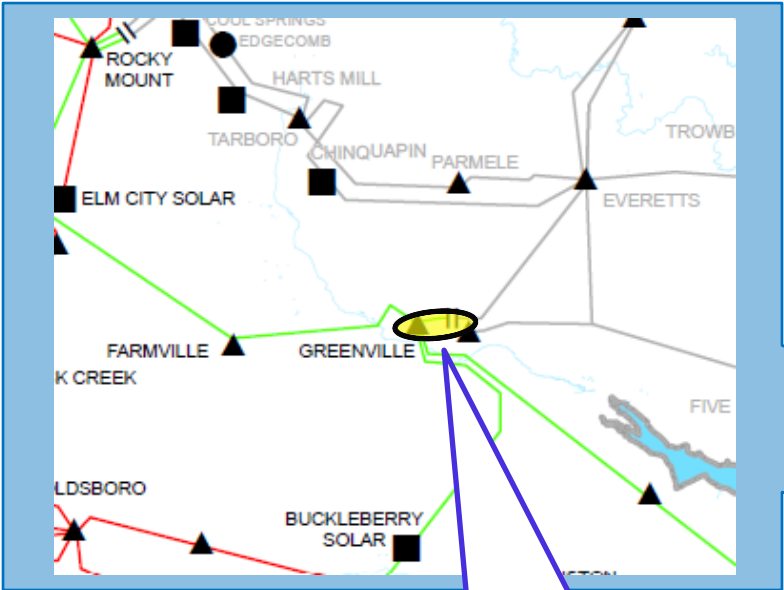 COOL SPRINGS
EDGECOMB
ROCKY
MOUNT
HARTS MILL
TARBORO
CHINQUAPIN
PARMELE
TROWB
ELM CITY SOLAR
EVERETTS
FARMVILLE
GREENVILLE
K CREEK
FIVE
LDSBORO
BUCKLEBERRY
SOLAR